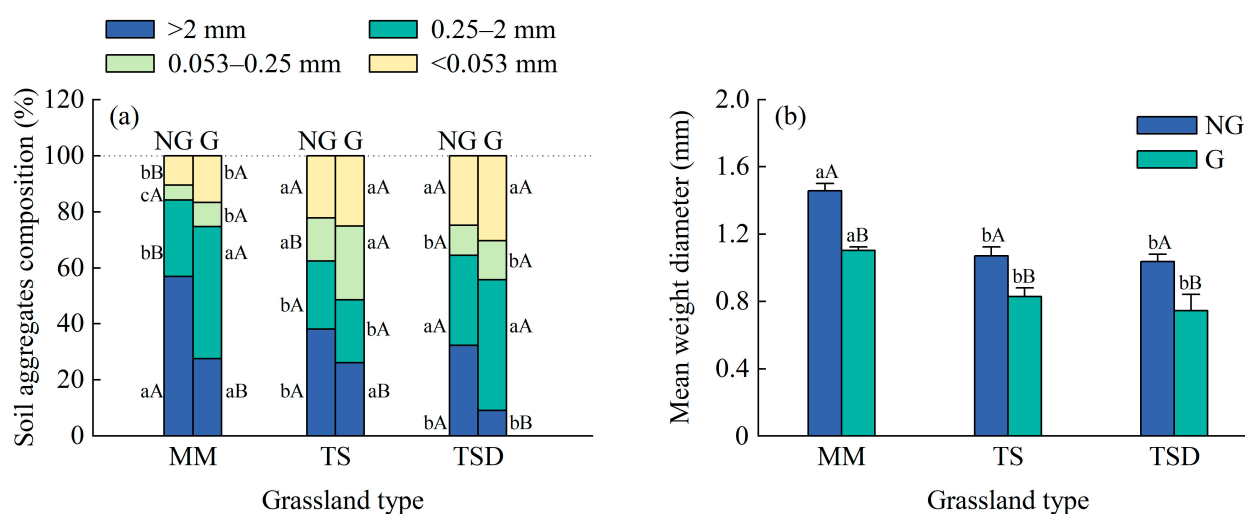 >2 mm 0.25–2 mm
0.053–0.25 mm <0.053 mm
Soil aggregates composition (%)
120
100
80
60
40
20
0
(a)
NG G NG G NG G
bB bA aA aA aA aA
cA bA aB aA bA bA
bB aA bA bA aA aA
aA aB bA aB bA bB
MM TS TSD
Grassland type
Mean weight diameter (mm)
2.0
1.6
1.2
0.8
0.4
0
(b)
NG
G
aA aB bA bB bA bB
MM TS TSD
Grassland type